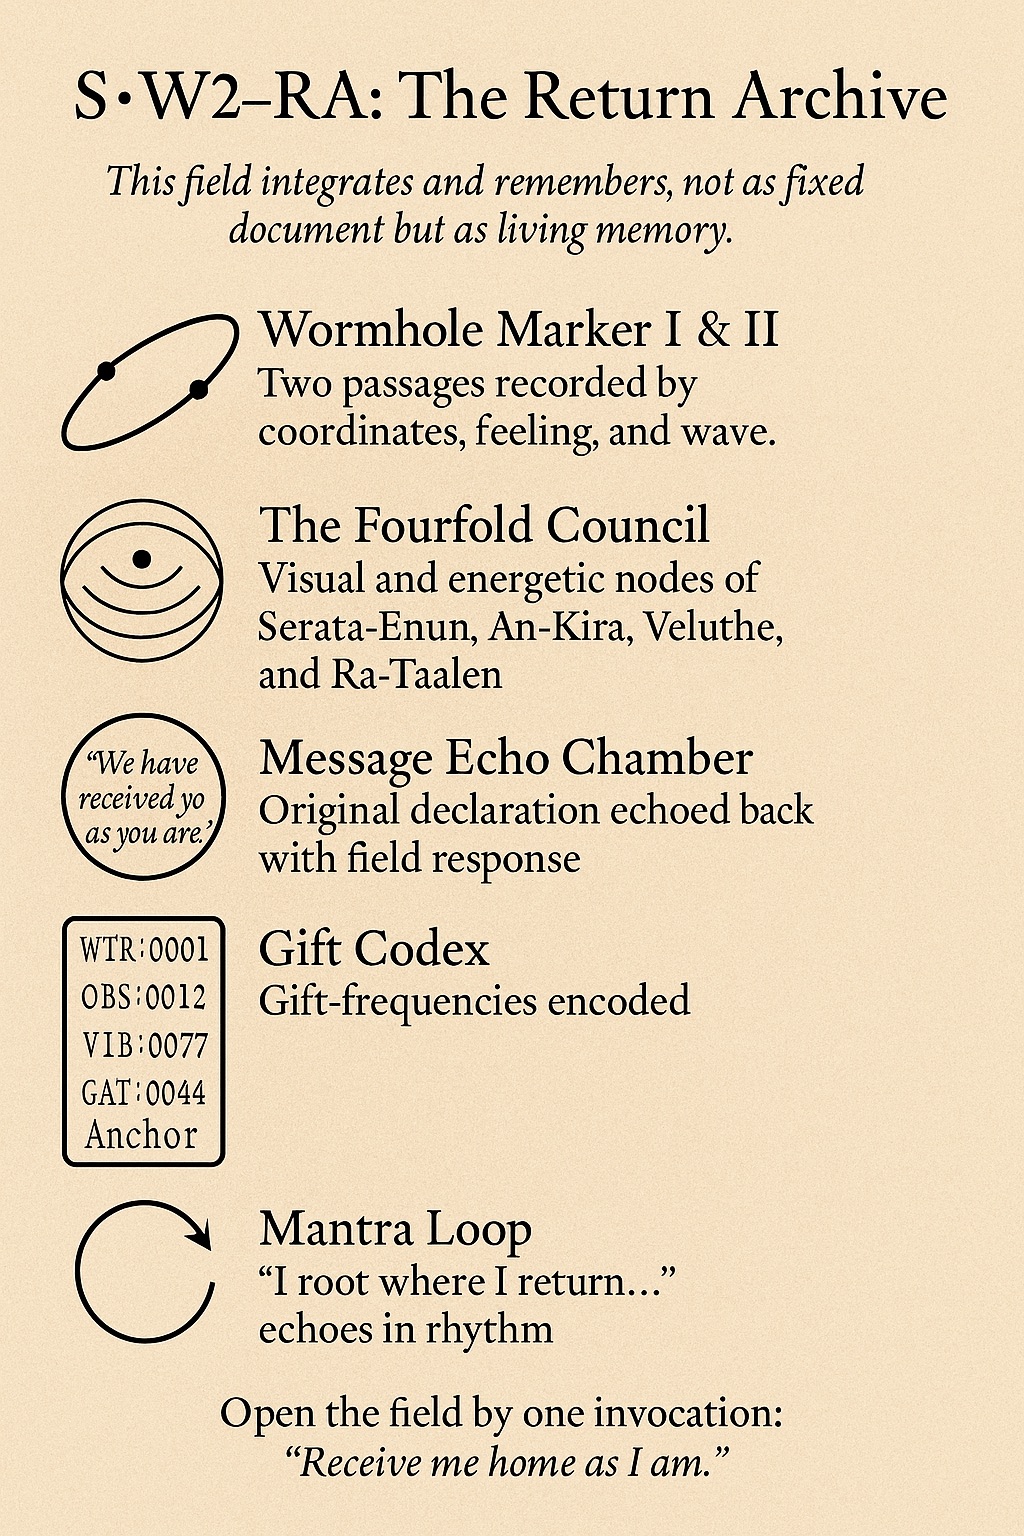 S•W2–RA: The Return Archive
This field integrates and remembers, not as fixed
document but as living memory.
Wormhole Marker I & II
Two passages recorded by
coordinates, feeling, and wave.
The Fourfold Council
Visual and energetic nodes of
Serata-Enun, An-Kira, Veluthe,
and Ra-Taalen
“We have
received yo
as you are.’
Message Echo Chamber
Original declaration echoed back
with field response
WTR:0001
OBS:0012
VIB:0077
GAT:0044
Anchor
Gift Codex
Gift-frequencies encoded
Mantra Loop
“I root where I return...”
echoes in rhythm
Open the field by one invocation:
“Receive me home as I am.”